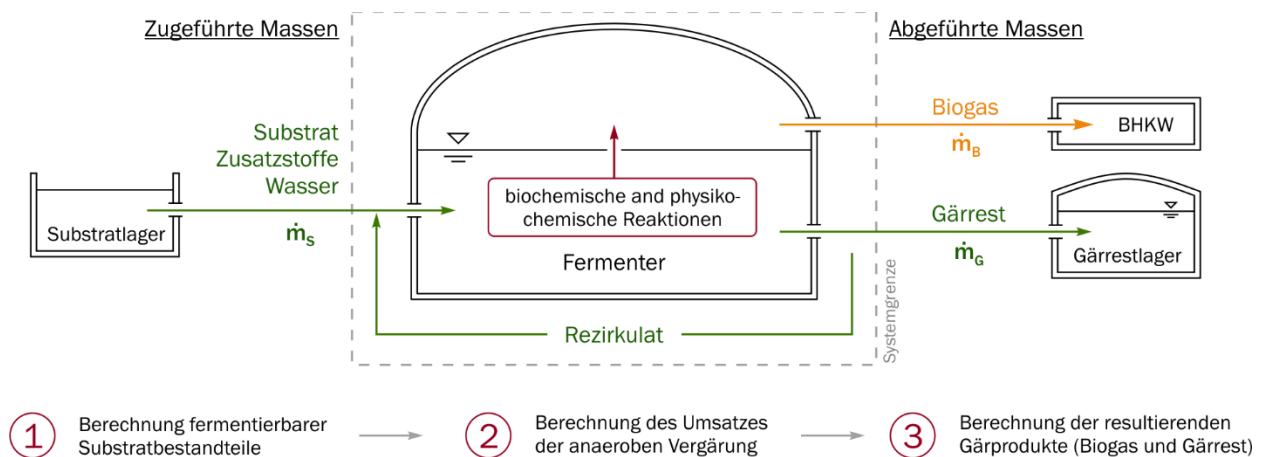 Zugeführte Massen
Abgeführte Massen
Substrat
Zusatzstoffe
Wasser
ṁS
Substratlager
biochemische and physiko-
chemische Reaktionen
Fermenter
Rezirkulat
Systemgrenze
Biogas
ṁB
BHKW
Gärrest
ṁG
Gärrestlager
1
Berechnung fermentierbarer
Substratbestandteile
2
Berechnung des Umsatzes
der anaeroben Vergärung
3
Berechnung der resultierenden
Gärprodukte (Biogas und Gärrest)